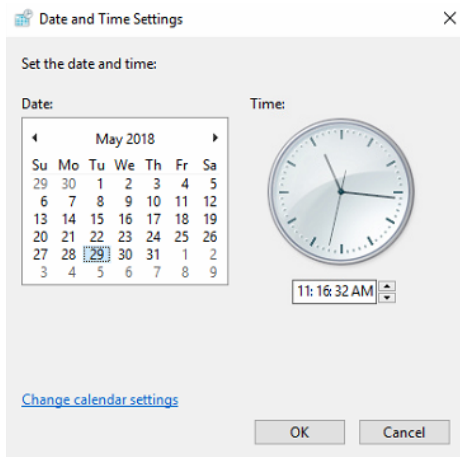 Date and Time Settings
Set the date and time:
Date:
Time:
May 2018
Su Mo Tu We Th Fr Sa
29 30 1 2 3 4 5
6 7 8 9 10 11 12
13 14 15 16 17 18 19
20 21 22 23 24 25 26
27 28 29 30 31 1 2
3 4 5 6 7 8 9
11:16:32 AM
Change calendar settings
OK
Cancel